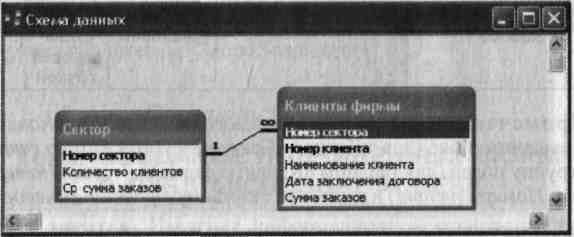 Схема данных
Сектор
Номер сектора
Количество клиентов
Ср сумма заказов
1
∞
Клиенты фирмы
Номер сектора
Номер клиента
Наименование клиента
Дата заключения договора
Сумма заказов